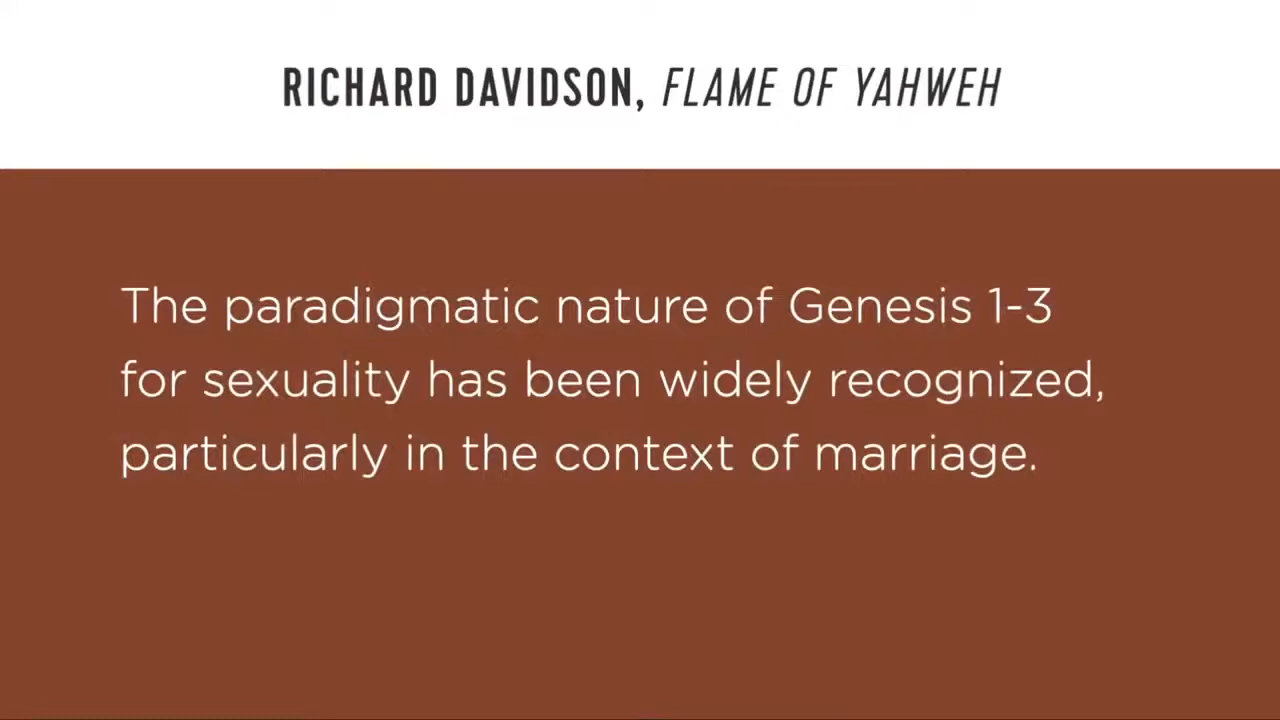 RICHARD DAVIDSON, FLAME OF YAHWEH
The paradigmatic nature of Genesis 1-3
for sexuality has been widely recognized,
particularly in the context of marriage.